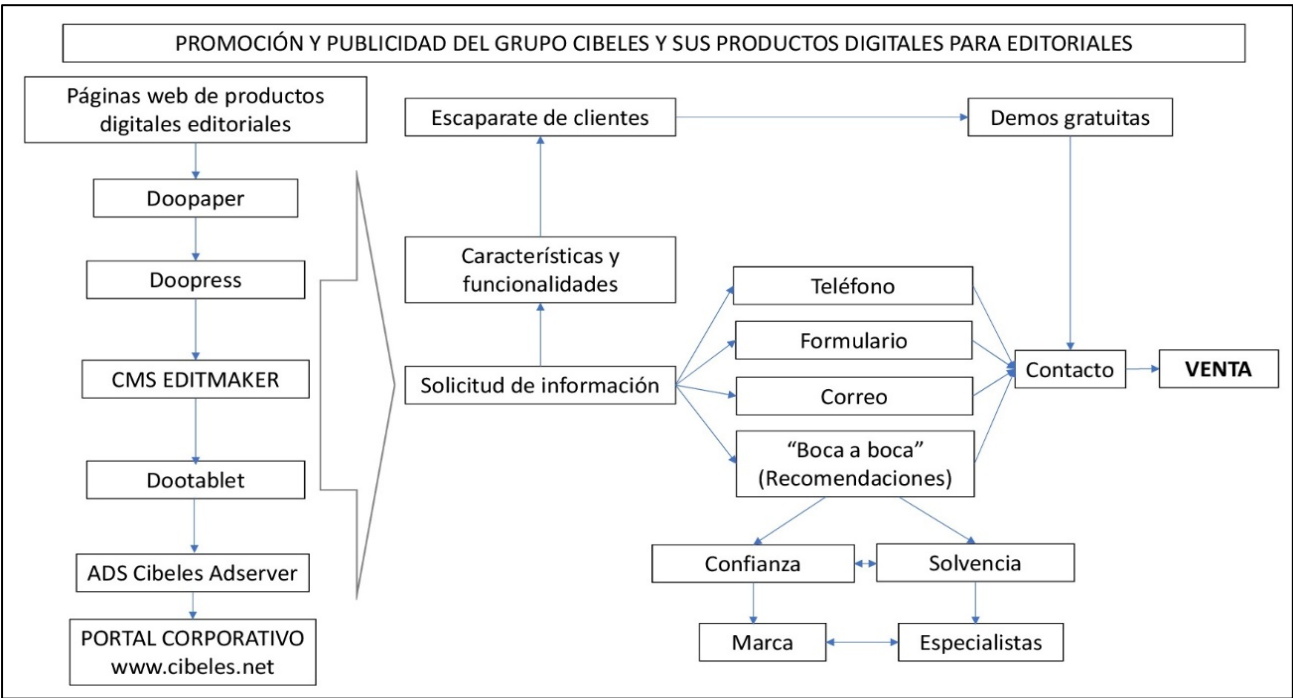 PROMOCIÓN Y PUBLICIDAD DEL GRUPO CIBELES Y SUS PRODUCTOS DIGITALES PARA EDITORIALES
Páginas web de productos
digitales editoriales
Doopaper
Doopress
CMS EDITMAKER
Dootablet
ADS Cibeles Adserver
PORTAL CORPORATIVO
www.cibeles.net
Escaparate de clientes
Demos gratuitas
Características y
funcionalidades
Solicitud de información
Teléfono
Formulario
Correo
“Boca a boca”
(Recomendaciones)
Contacto
VENTA
Confianza
Solvencia
Marca
Especialistas